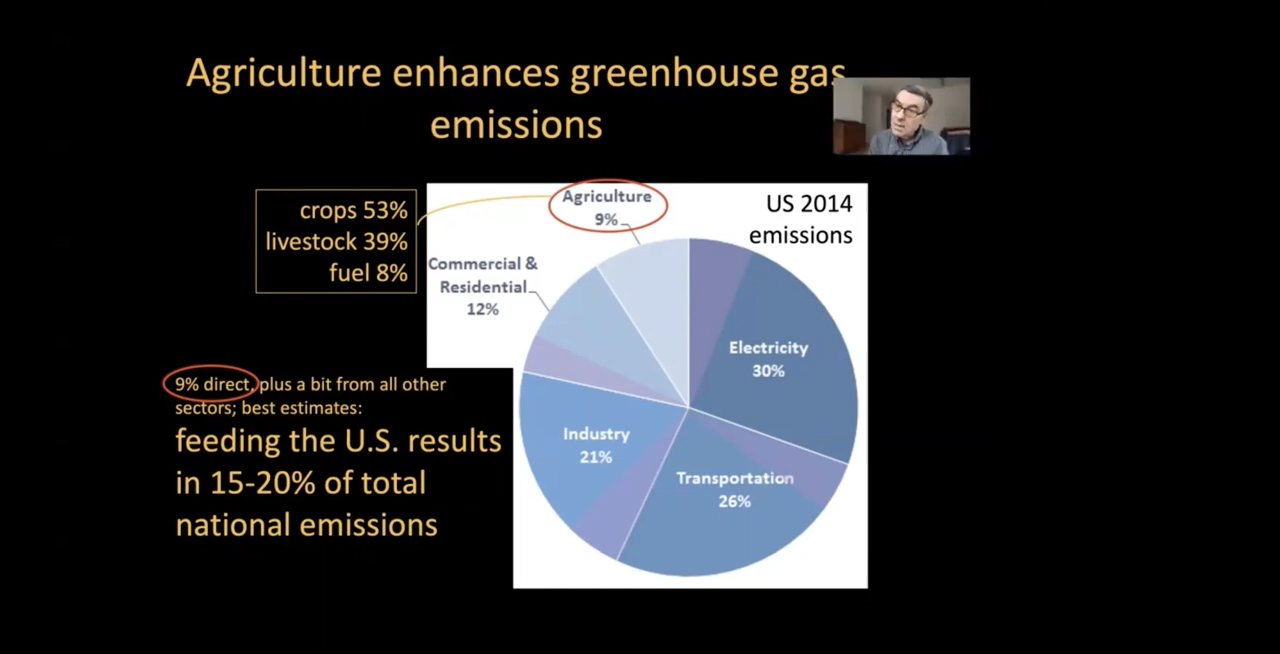 Agriculture enhances greenhouse gas
emissions
crops 53%
livestock 39%
fuel 8%
Agriculture
9%
US 2014
emissions
Commercial &
Residential
12%
Electricity
30%
Industry
21%
Transportation
26%
9% direct, plus a bit from all other
sectors; best estimates:
feeding the U.S. results
in 15-20% of total
national emissions